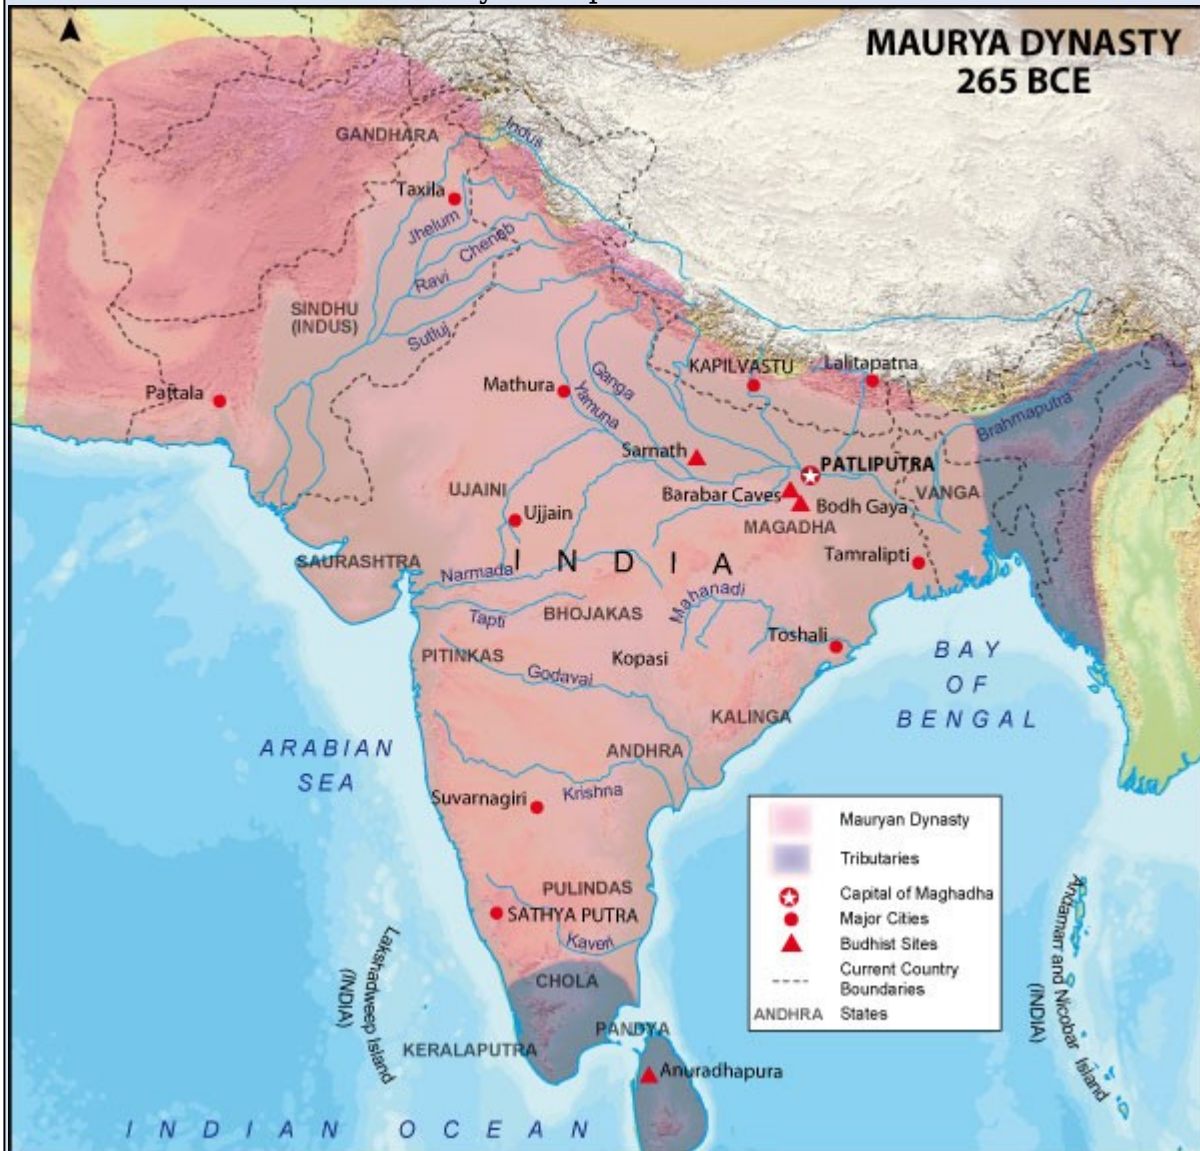 MAURYA DYNASTY
265 BCE
GANDHARA
Indus
Taxila
Jhelum
Chenab
Ravi
SINDHU
(INDUS)
Sutluj
Pattala
Mathura
Ganga
Yamuna
KAPILVASTU
Lalitapatna
Brahmaputra
Sarnath
PATLIPUTRA
Barabar Caves
Bodh Gaya
VANGA
MAGADHA
UJAINI
Ujjain
Tamralipti
INDIA
SAURASHTRA
Narmada
Tapti
BHOJAKAS
Mahanadi
Toshali
PITINKAS
Kopasi
Godavai
KALINGA
BAY
OF
BENGAL
ARABIAN
SEA
ANDHRA
Suvarnagiri
Krishna
PULINDAS
SATHYA PUTRA
Kaveri
CHOLA
PANDYA
KERALAPUTRA
Anuradhapura
Lakshadweep Island
(INDIA)
INDIAN OCEAN
Mauryan Dynasty
Tributaries
Capital of Maghadha
Major Cities
Budhist Sites
Current Country
Boundaries
ANDHRA States
Andamarr and Nicobar Island
(INDIA)